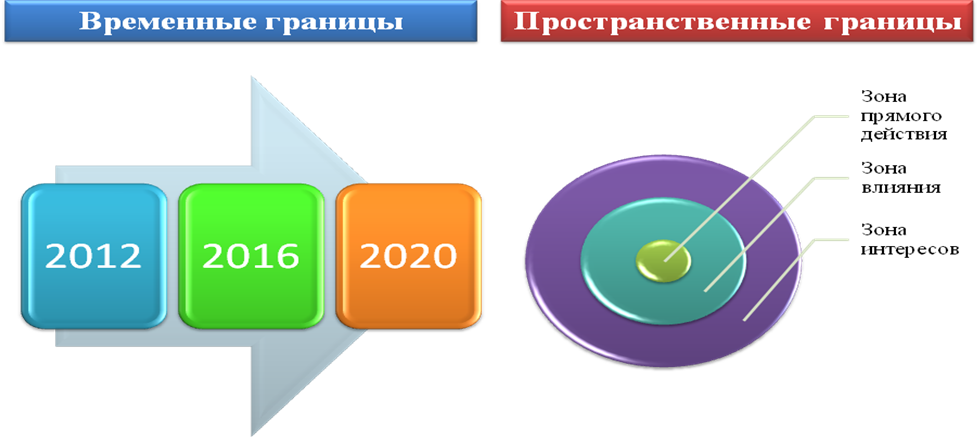 Временные границы
Пространственные границы
2012
2016
2020
Зона
прямого
действия
Зона
влияния
Зона
интересов